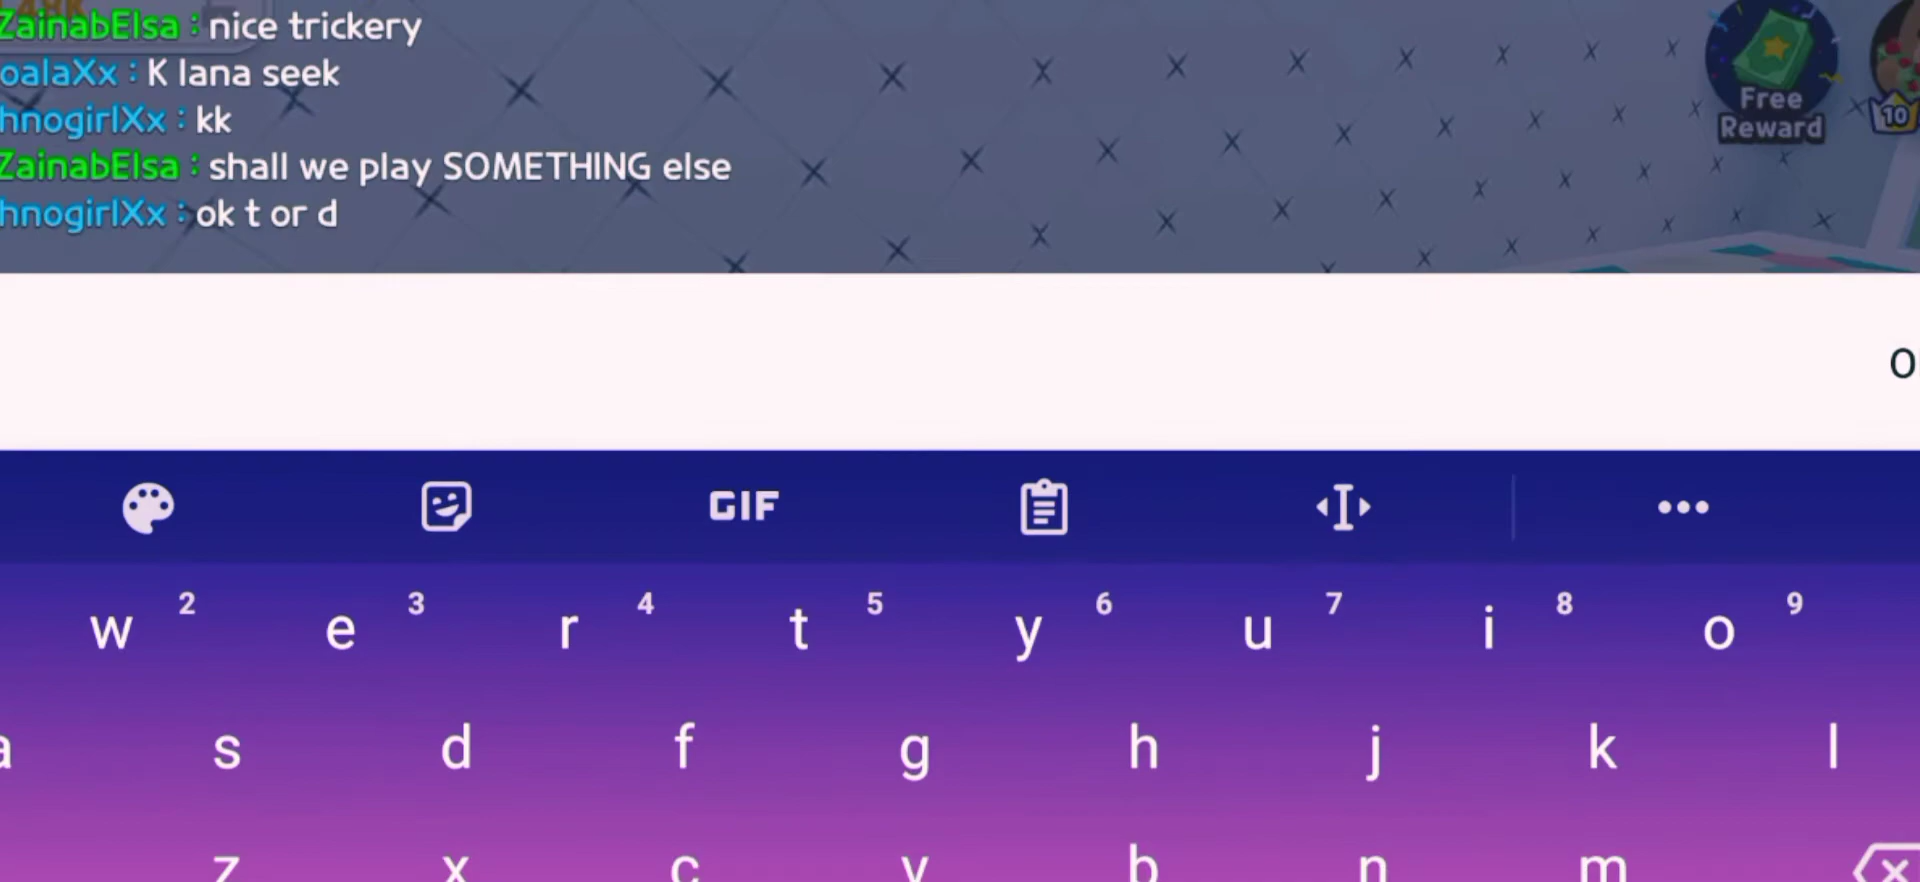 ZainabElsa : nice trickery
oalaXx : K lana seek
hnogirlXx : kk
ZainabElsa : shall we play SOMETHING else
hnogirlXx : ok t or d
Free
Reward
10
GIF
2 3 4 5 6 7 8 9
w e r t y u i o
a s d f g h j k l
z x c v b n m